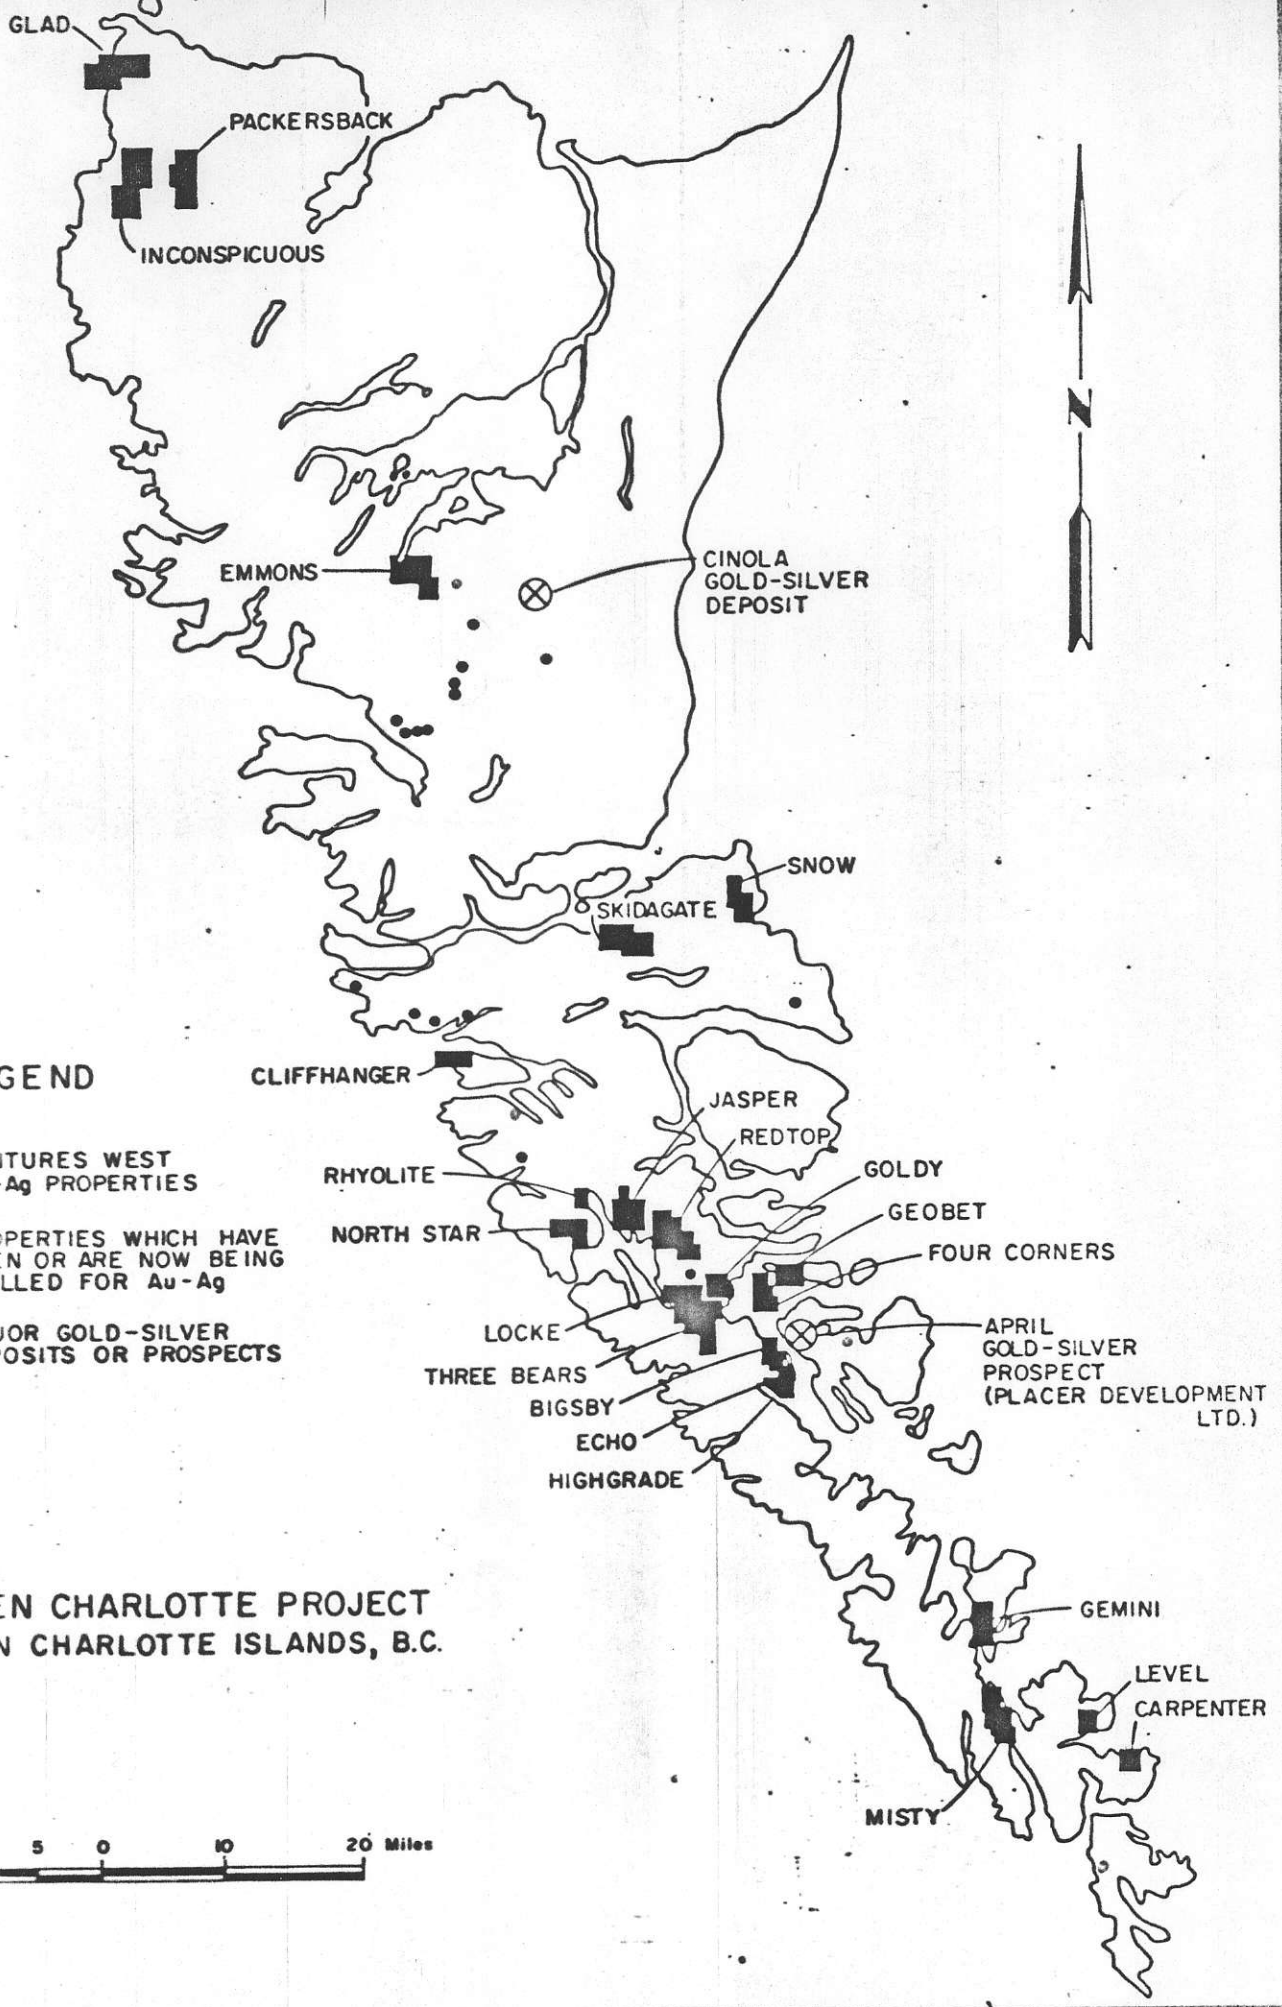 GLAD
PACKERSBACK
INCONSPICUOUS
N
EMMONS
CINOLA
GOLD-SILVER
DEPOSIT
SNOW
SKIDAGATE
GEND
CLIFFHANGER
JASPER
REDTOP
TURES WEST
-Ag PROPERTIES
RHYOLITE
GOLDY
GEOBET
NORTH STAR
OPERTIES WHICH HAVE
EN OR ARE NOW BEING
LLED FOR Au-Ag
FOUR CORNERS
LOCKE
JOR GOLD-SILVER
POSITS OR PROSPECTS
APRIL
GOLD-SILVER
PROSPECT
(PLACER DEVELOPMENT
LTD.)
THREE BEARS
BIGSBY
ECHO
HIGHGRADE
EN CHARLOTTE PROJECT
N CHARLOTTE ISLANDS, B.C.
GEMINI
LEVEL
CARPENTER
MISTY
5 0 10 20 Miles